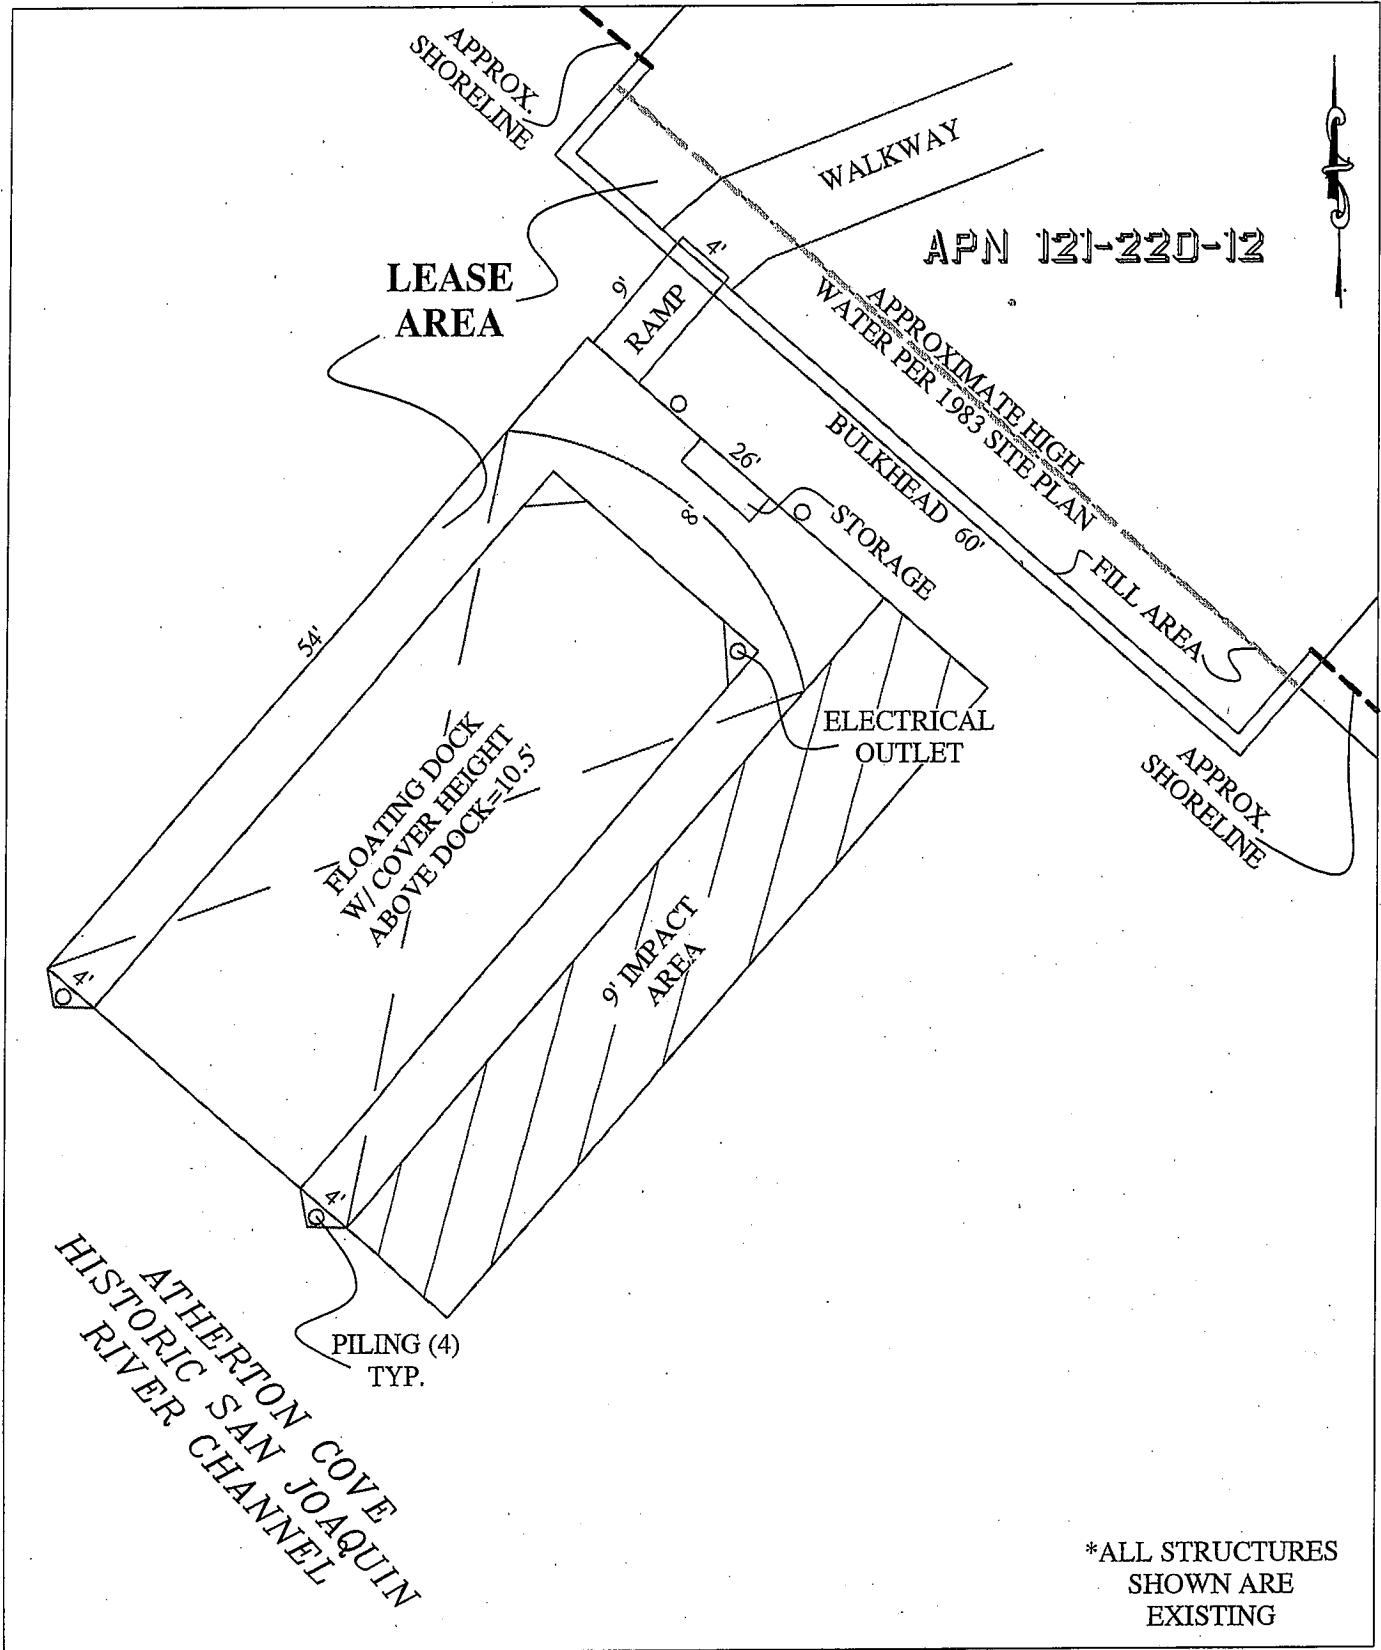 APPROX.
SHORELINE
WALKWAY
APN 121-220-12
LEASE
AREA
4'
9'
RAMP
APPROXIMATE HIGH
WATER PER 1983 SITE PLAN
BULKHEAD 60'
26'
8'
STORAGE
FILL AREA
54'
ELECTRICAL
OUTLET
APPROX.
SHORELINE
FLOATING DOCK
W/ COVER HEIGHT
ABOVE DOCK=10.5'
9' IMPACT
AREA
4'
4'
PILING (4)
TYP.
ATHERTON COVE
HISTORIC SAN JOAQUIN
RIVER CHANNEL
*ALL STRUCTURES
SHOWN ARE
EXISTING